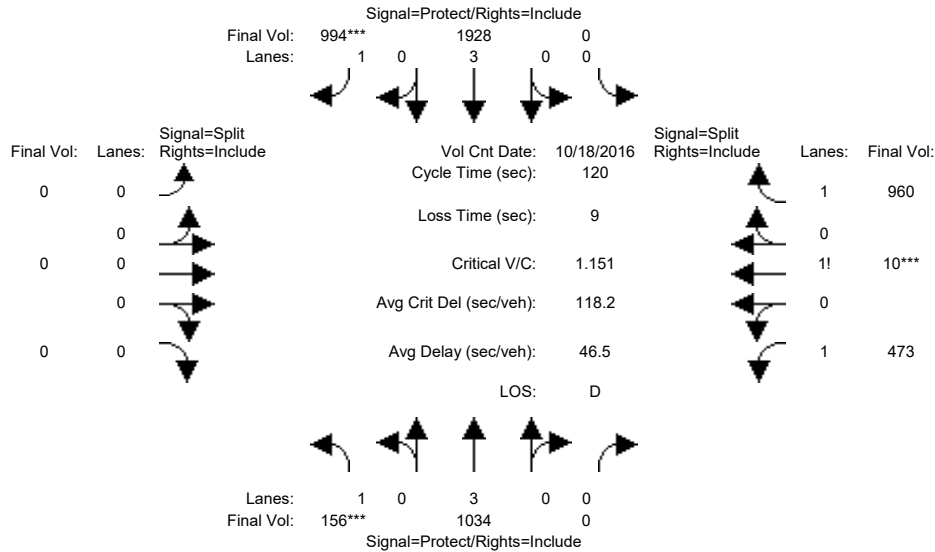 Signal=Protect/Rights=Include
Final Vol: 994*** 1928 0
Lanes: 1 0 3 0 0
Signal=Split Signal=Split
Final Vol: Lanes: Rights=Include Vol Cnt Date: 10/18/2016 Rights=Include Lanes: Final Vol:
Cycle Time (sec): 120
0 0 1 960
Loss Time (sec): 9
0 0
0 0 Critical V/C: 1.151 1! 10***
0 Avg Crit Del (sec/veh): 118.2 0
0 0 Avg Delay (sec/veh): 46.5 1 473
LOS: D
Lanes: 1 0 3 0 0
Final Vol: 156*** 1034 0
Signal=Protect/Rights=Include